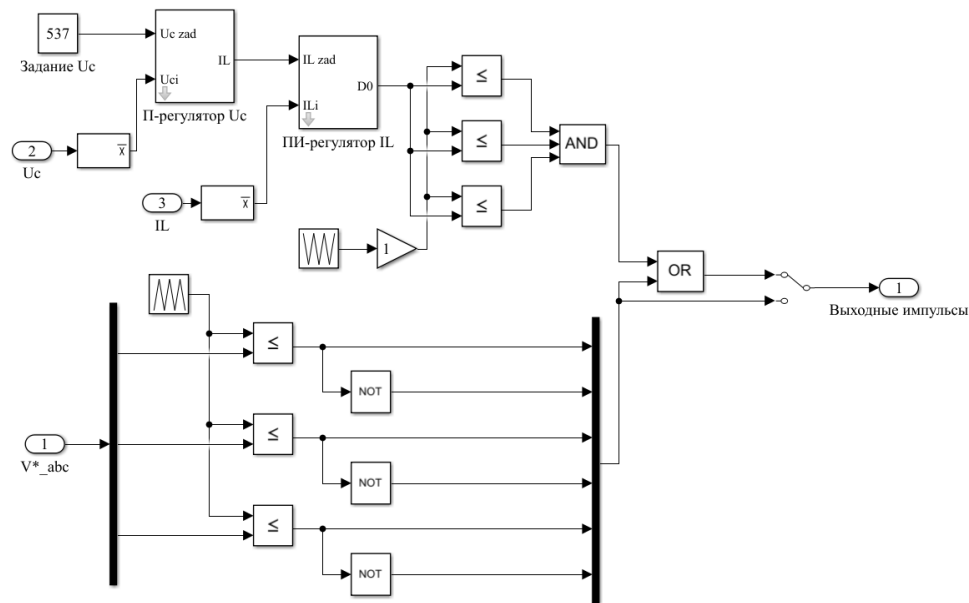 537
Задание Uc
Uc zad
Uci
IL
П-регулятор Uc
IL zad
ILi
D0
ПИ-регулятор IL
2
Uc
x
3
IL
x
≤
≤
≤
AND
1
OR
1
Выходные импульсы
≤
NOT
≤
NOT
≤
NOT
1
V*_abc